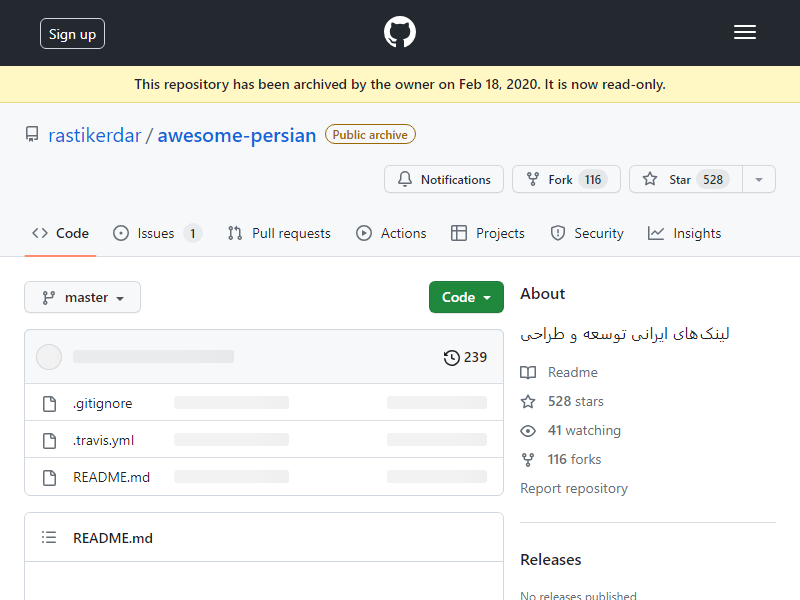 Sign up
This repository has been archived by the owner on Feb 18, 2020. It is now read-only.
rastikerdar / awesome-persian Public archive
Notifications Fork 116 Star 528
Code Issues 1 Pull requests Actions Projects Security Insights
master Code
239
.gitignore
.travis.yml
README.md
README.md
About
لینک‌های ایرانی توسعه و طراحی
Readme
528 stars
41 watching
116 forks
Report repository
Releases
No releases published